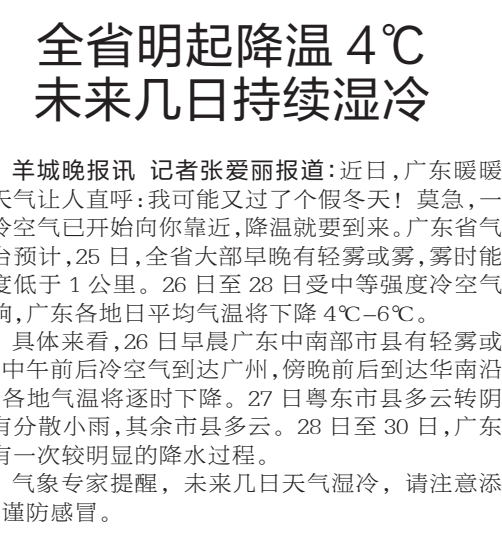 全省明起降温 4℃
未来几日持续湿冷
羊城晚报讯 记者张爱丽报道:近日,广东暖暖
天气让人直呼:我可能又过了个假冬天! 莫急,一
冷空气已开始向你靠近,降温就要到来。广东省气
台预计,25 日,全省大部早晚有轻雾或雾,雾时能
度低于 1 公里。26 日至 28 日受中等强度冷空气
响,广东各地日平均气温将下降 4℃–6℃。
具体来看,26 日早晨广东中南部市县有轻雾或
中午前后冷空气到达广州,傍晚前后到达华南沿
各地气温将逐时下降。27 日粤东市县多云转阴
有分散小雨,其余市县多云。28 日至 30 日,广东
有一次较明显的降水过程。
气象专家提醒，未来几日天气湿冷，请注意添
谨防感冒。